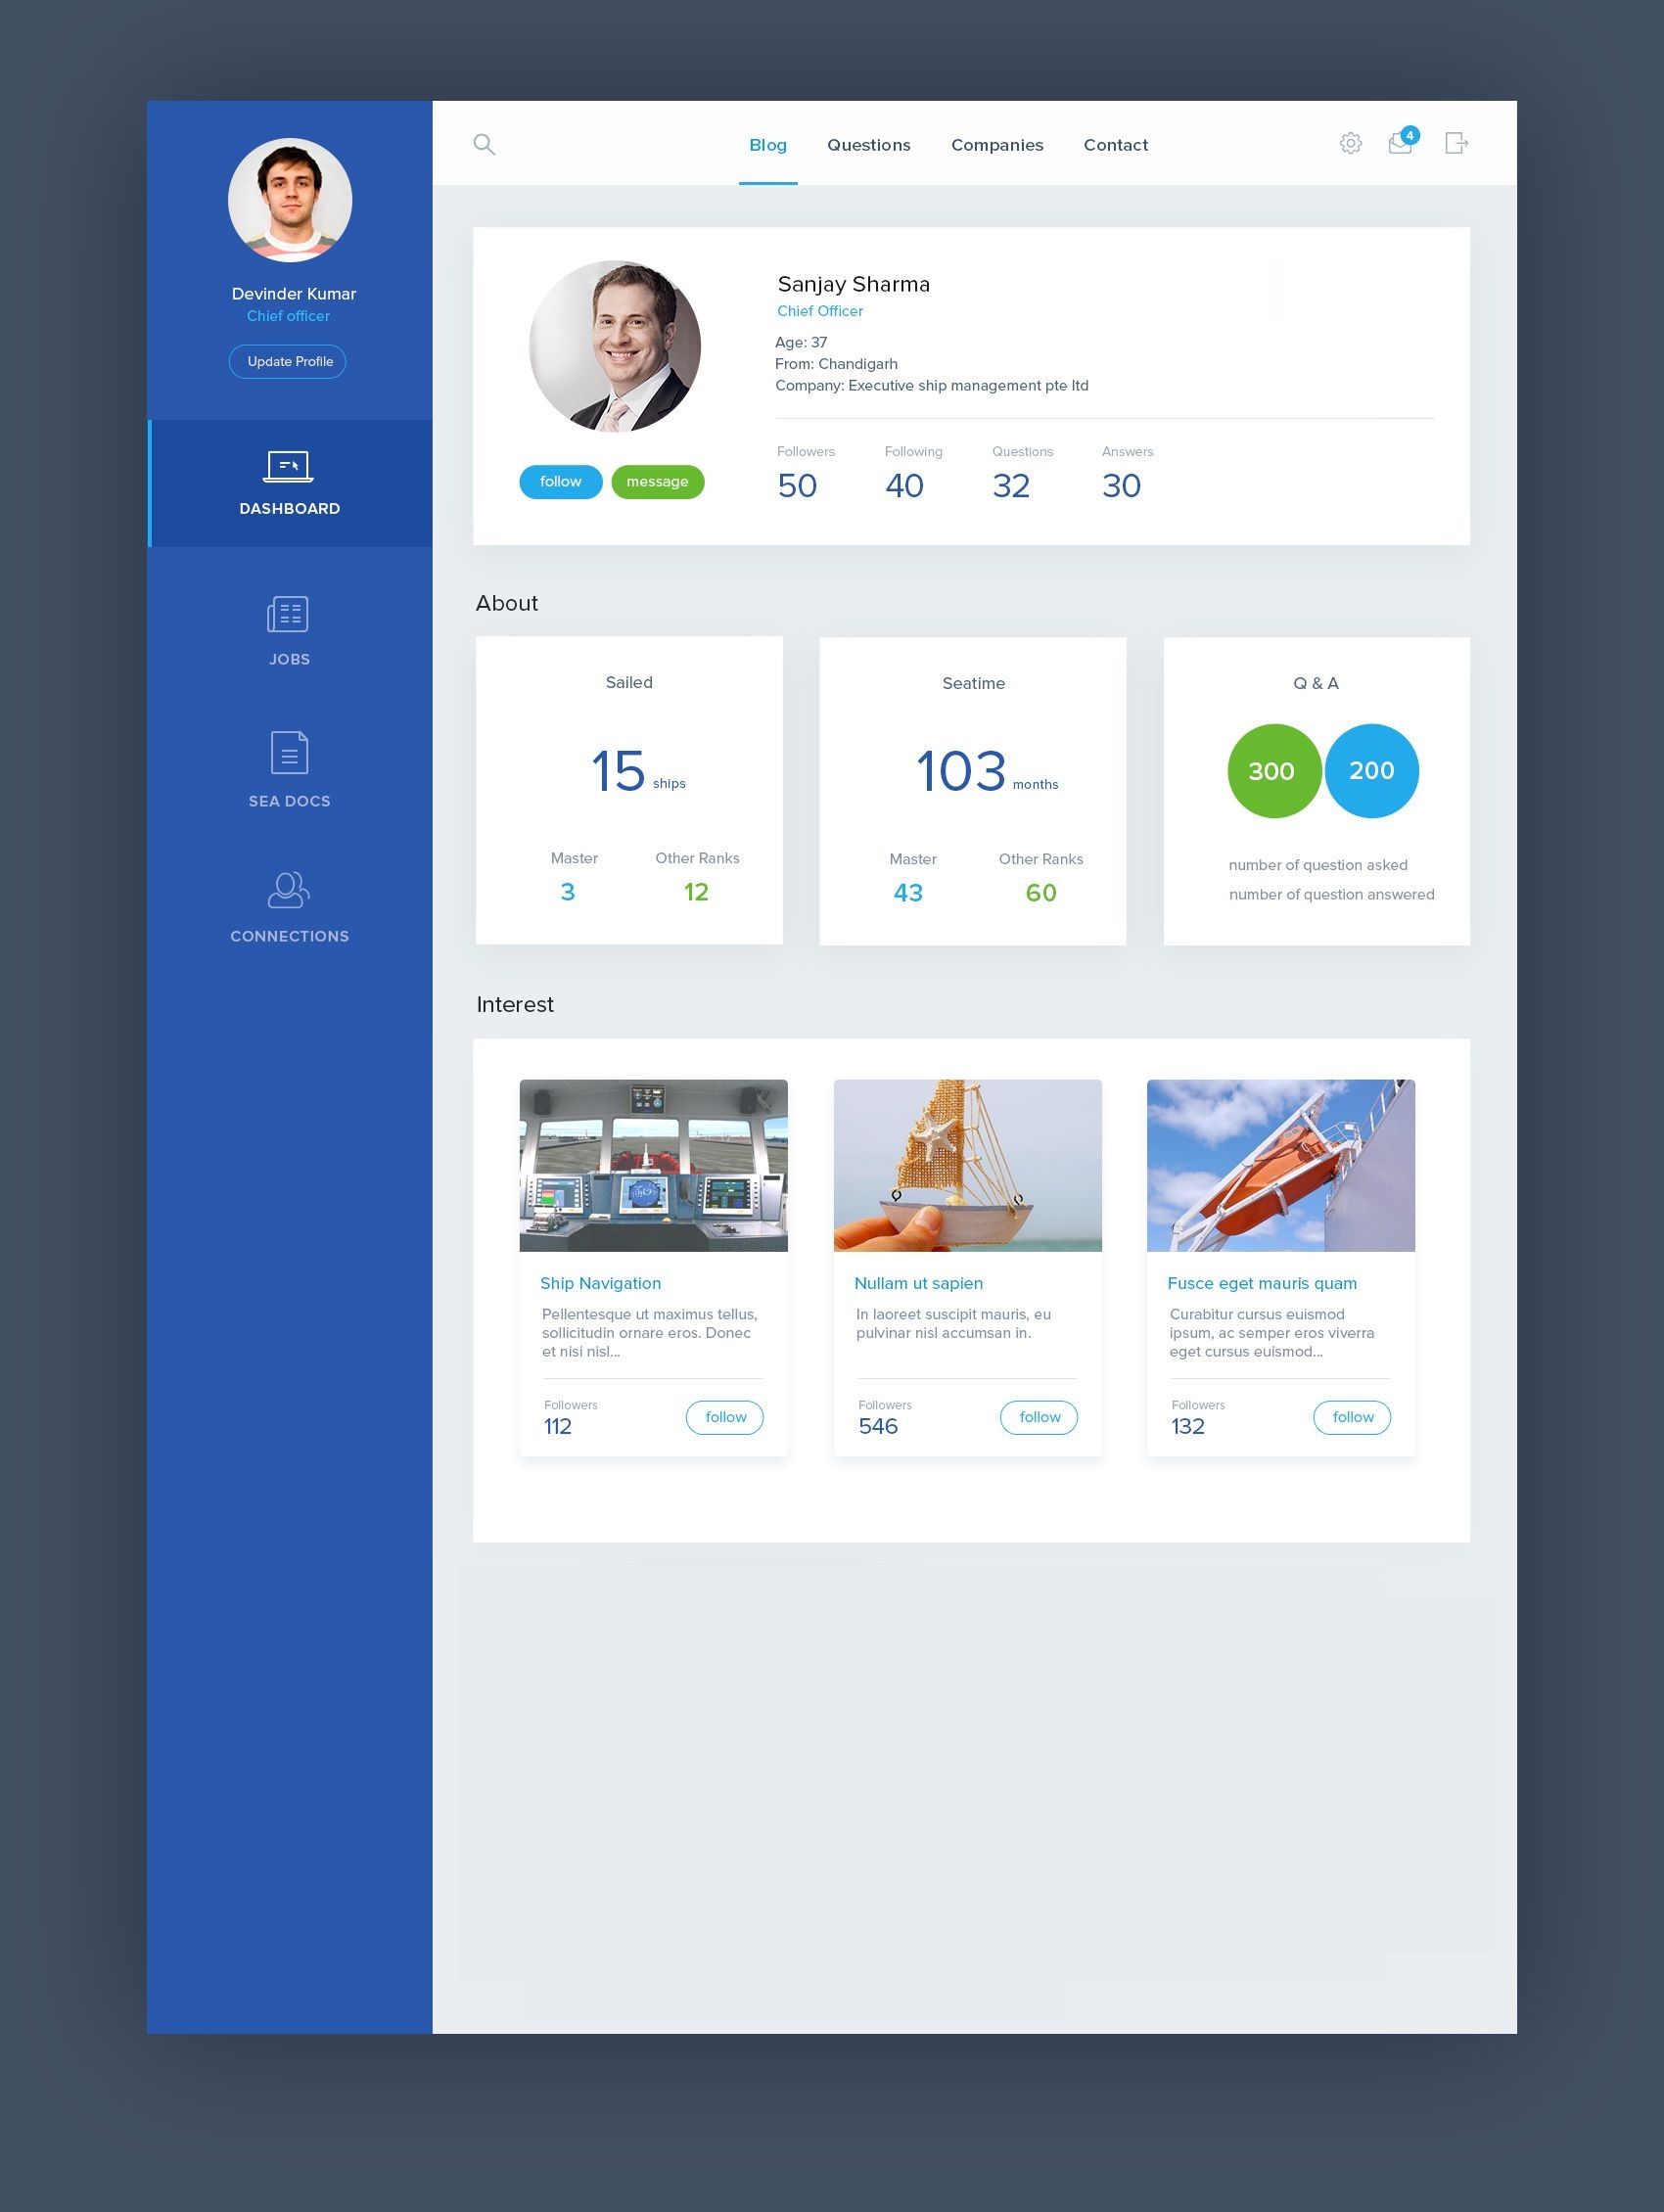 Devinder Kumar
Chief officer
Update Profile
DASHBOARD
JOBS
SEA DOCS
CONNECTIONS
Blog Questions Companies Contact
4
Sanjay Sharma
Chief Officer
Age: 37
From: Chandigarh
Company: Executive ship management pte ltd
follow message
Followers Following Questions Answers
50 40 32 30
About
Sailed
15 ships
Master Other Ranks
3 12
Seatime
103 months
Master Other Ranks
43 60
Q & A
300 200
number of question asked
number of question answered
Interest
Ship Navigation
Pellentesque ut maximus tellus,
sollicitudin ornare eros. Donec
et nisi nisl...
Followers
112
follow
Nullam ut sapien
In laoreet suscipit mauris, eu
pulvinar nisl accumsan in.
Followers
546
follow
Fusce eget mauris quam
Curabitur cursus euismod
ipsum, ac semper eros viverra
eget cursus euismod...
Followers
132
follow